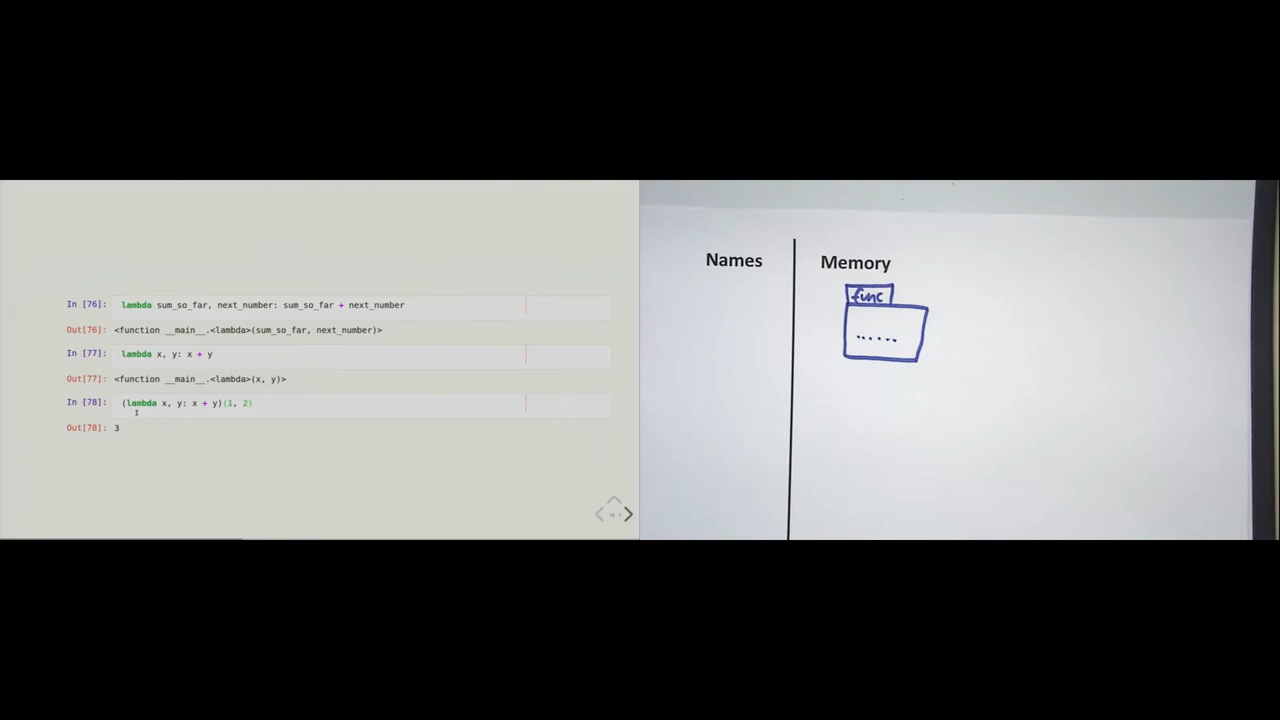 In [76]: lambda sum_so_far, next_number: sum_so_far + next_number
Out[76]: <function __main__.<lambda>(sum_so_far, next_number)>
In [77]: lambda x, y: x + y
Out[77]: <function __main__.<lambda>(x, y)>
In [78]: (lambda x, y: x + y)(1, 2)
Out[78]: 3
Names
Memory
func
......